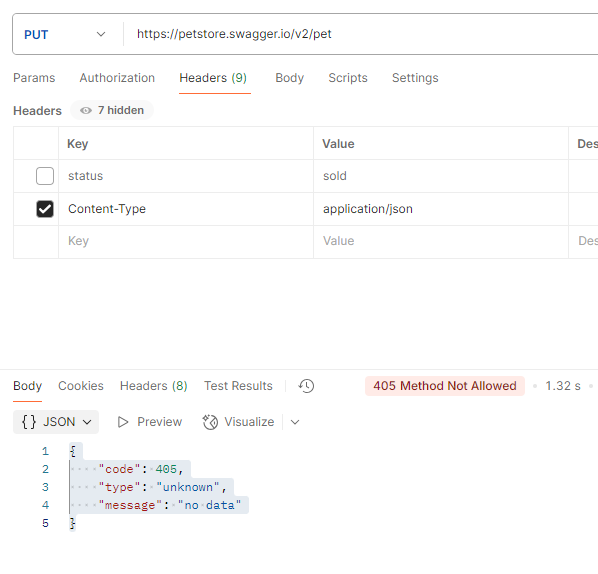 PUT https://petstore.swagger.io/v2/pet
Params Authorization Headers (9) Body Scripts Settings
Headers 7 hidden
Key Value Des
status sold
Content-Type application/json
Key Value Des
Body Cookies Headers (8) Test Results 405 Method Not Allowed 1.32 s
{} JSON Preview Visualize
1 {
2 "code": 405,
3 "type": "unknown",
4 "message": "no data"
5 }